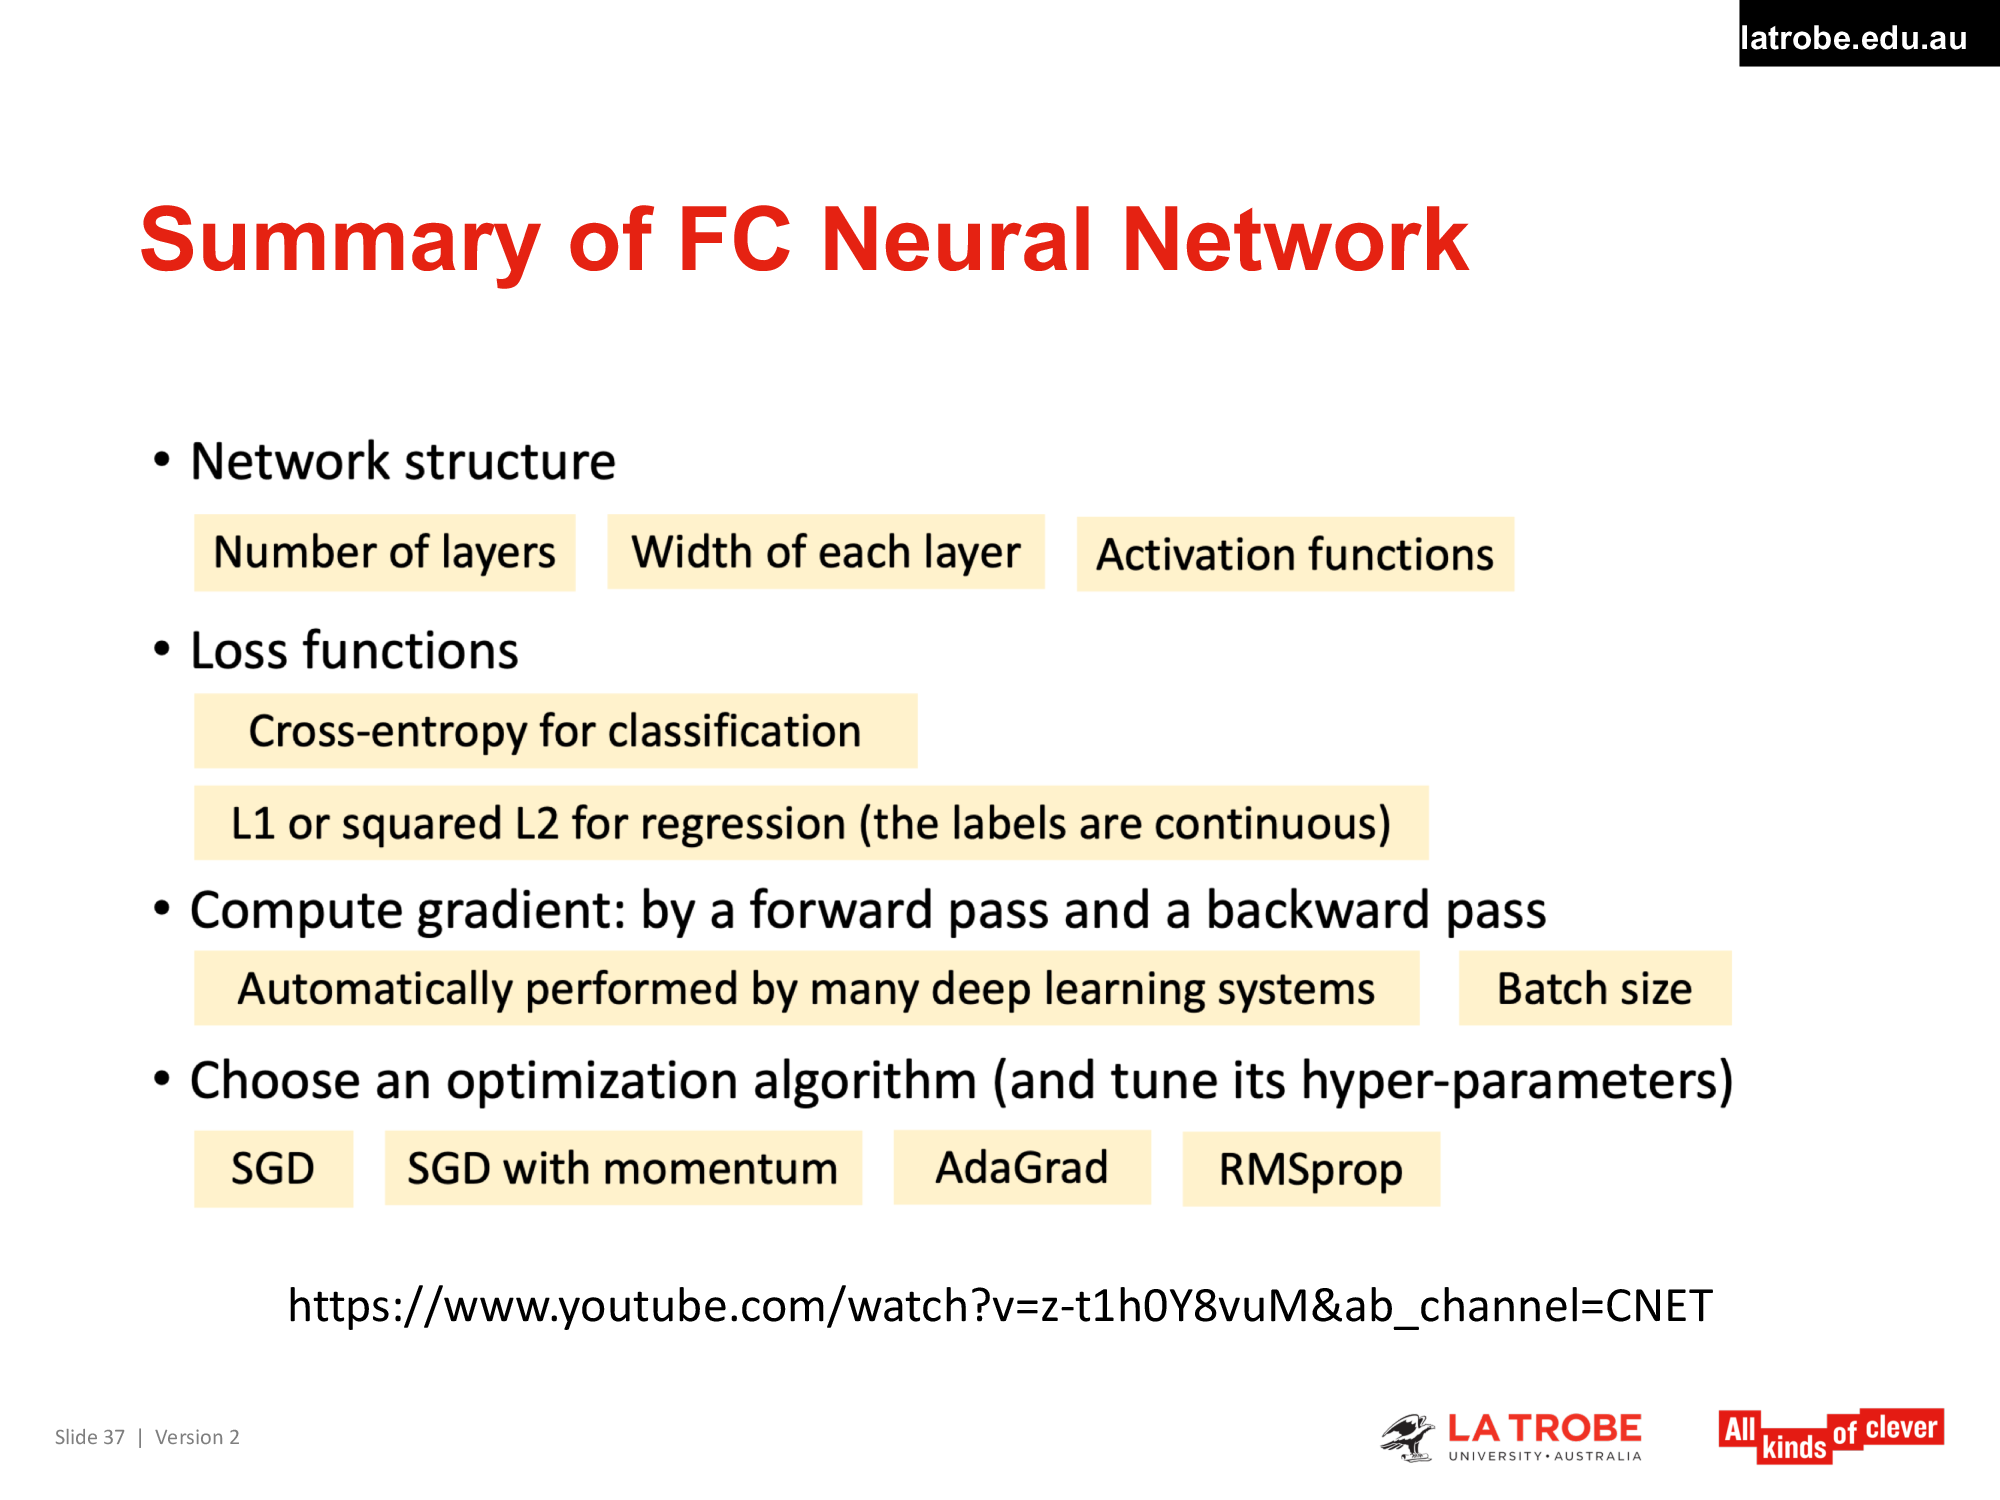 latrobe.edu.au
Summary of FC Neural Network
• Network structure
Number of layers
Width of each layer
Activation functions
• Loss functions
Cross-entropy for classification
L1 or squared L2 for regression (the labels are continuous)
• Compute gradient: by a forward pass and a backward pass
Automatically performed by many deep learning systems
Batch size
• Choose an optimization algorithm (and tune its hyper-parameters)
SGD
SGD with momentum
AdaGrad
RMSprop
https://www.youtube.com/watch?v=z-t1h0Y8vuM&ab_channel=CNET
Slide 37 | Version 2
LA TROBE
UNIVERSITY • AUSTRALIA
All kinds of clever